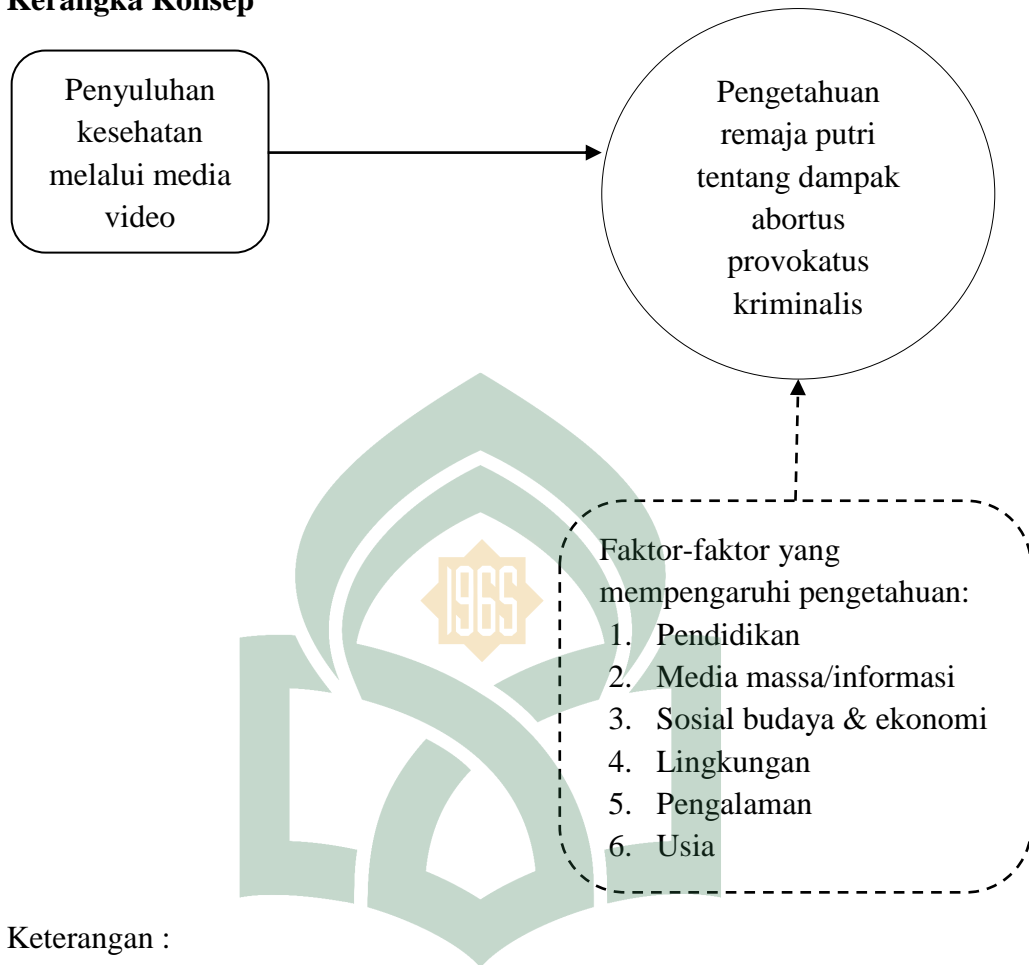 Kerangka Konsep
Penyuluhan
kesehatan
melalui media
video
Pengetahuan
remaja putri
tentang dampak
abortus
provokatus
kriminalis
1965
Faktor-faktor yang
mempengaruhi pengetahuan:
1. Pendidikan
2. Media massa/informasi
3. Sosial budaya & ekonomi
4. Lingkungan
5. Pengalaman
6. Usia
Keterangan :